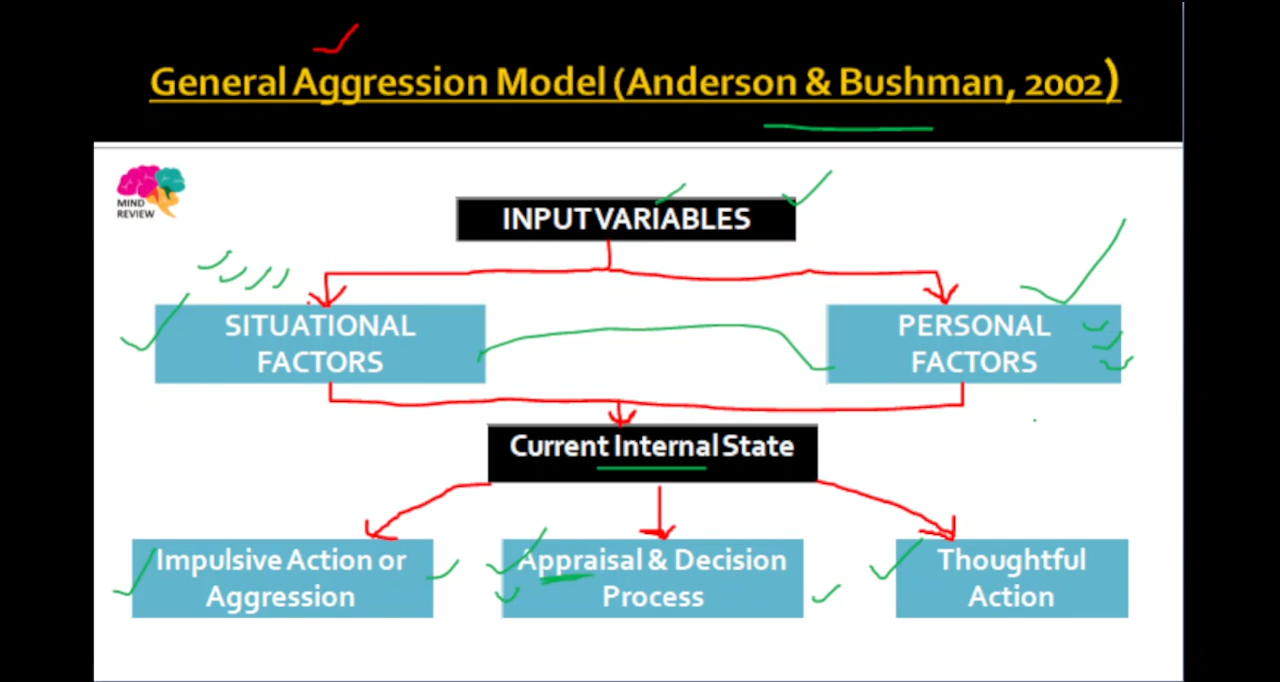 General Aggression Model (Anderson & Bushman, 2002)
MIND
REVIEW
INPUT VARIABLES
SITUATIONAL
FACTORS
PERSONAL
FACTORS
Current Internal State
Impulsive Action or
Aggression
Appraisal & Decision
Process
Thoughtful
Action